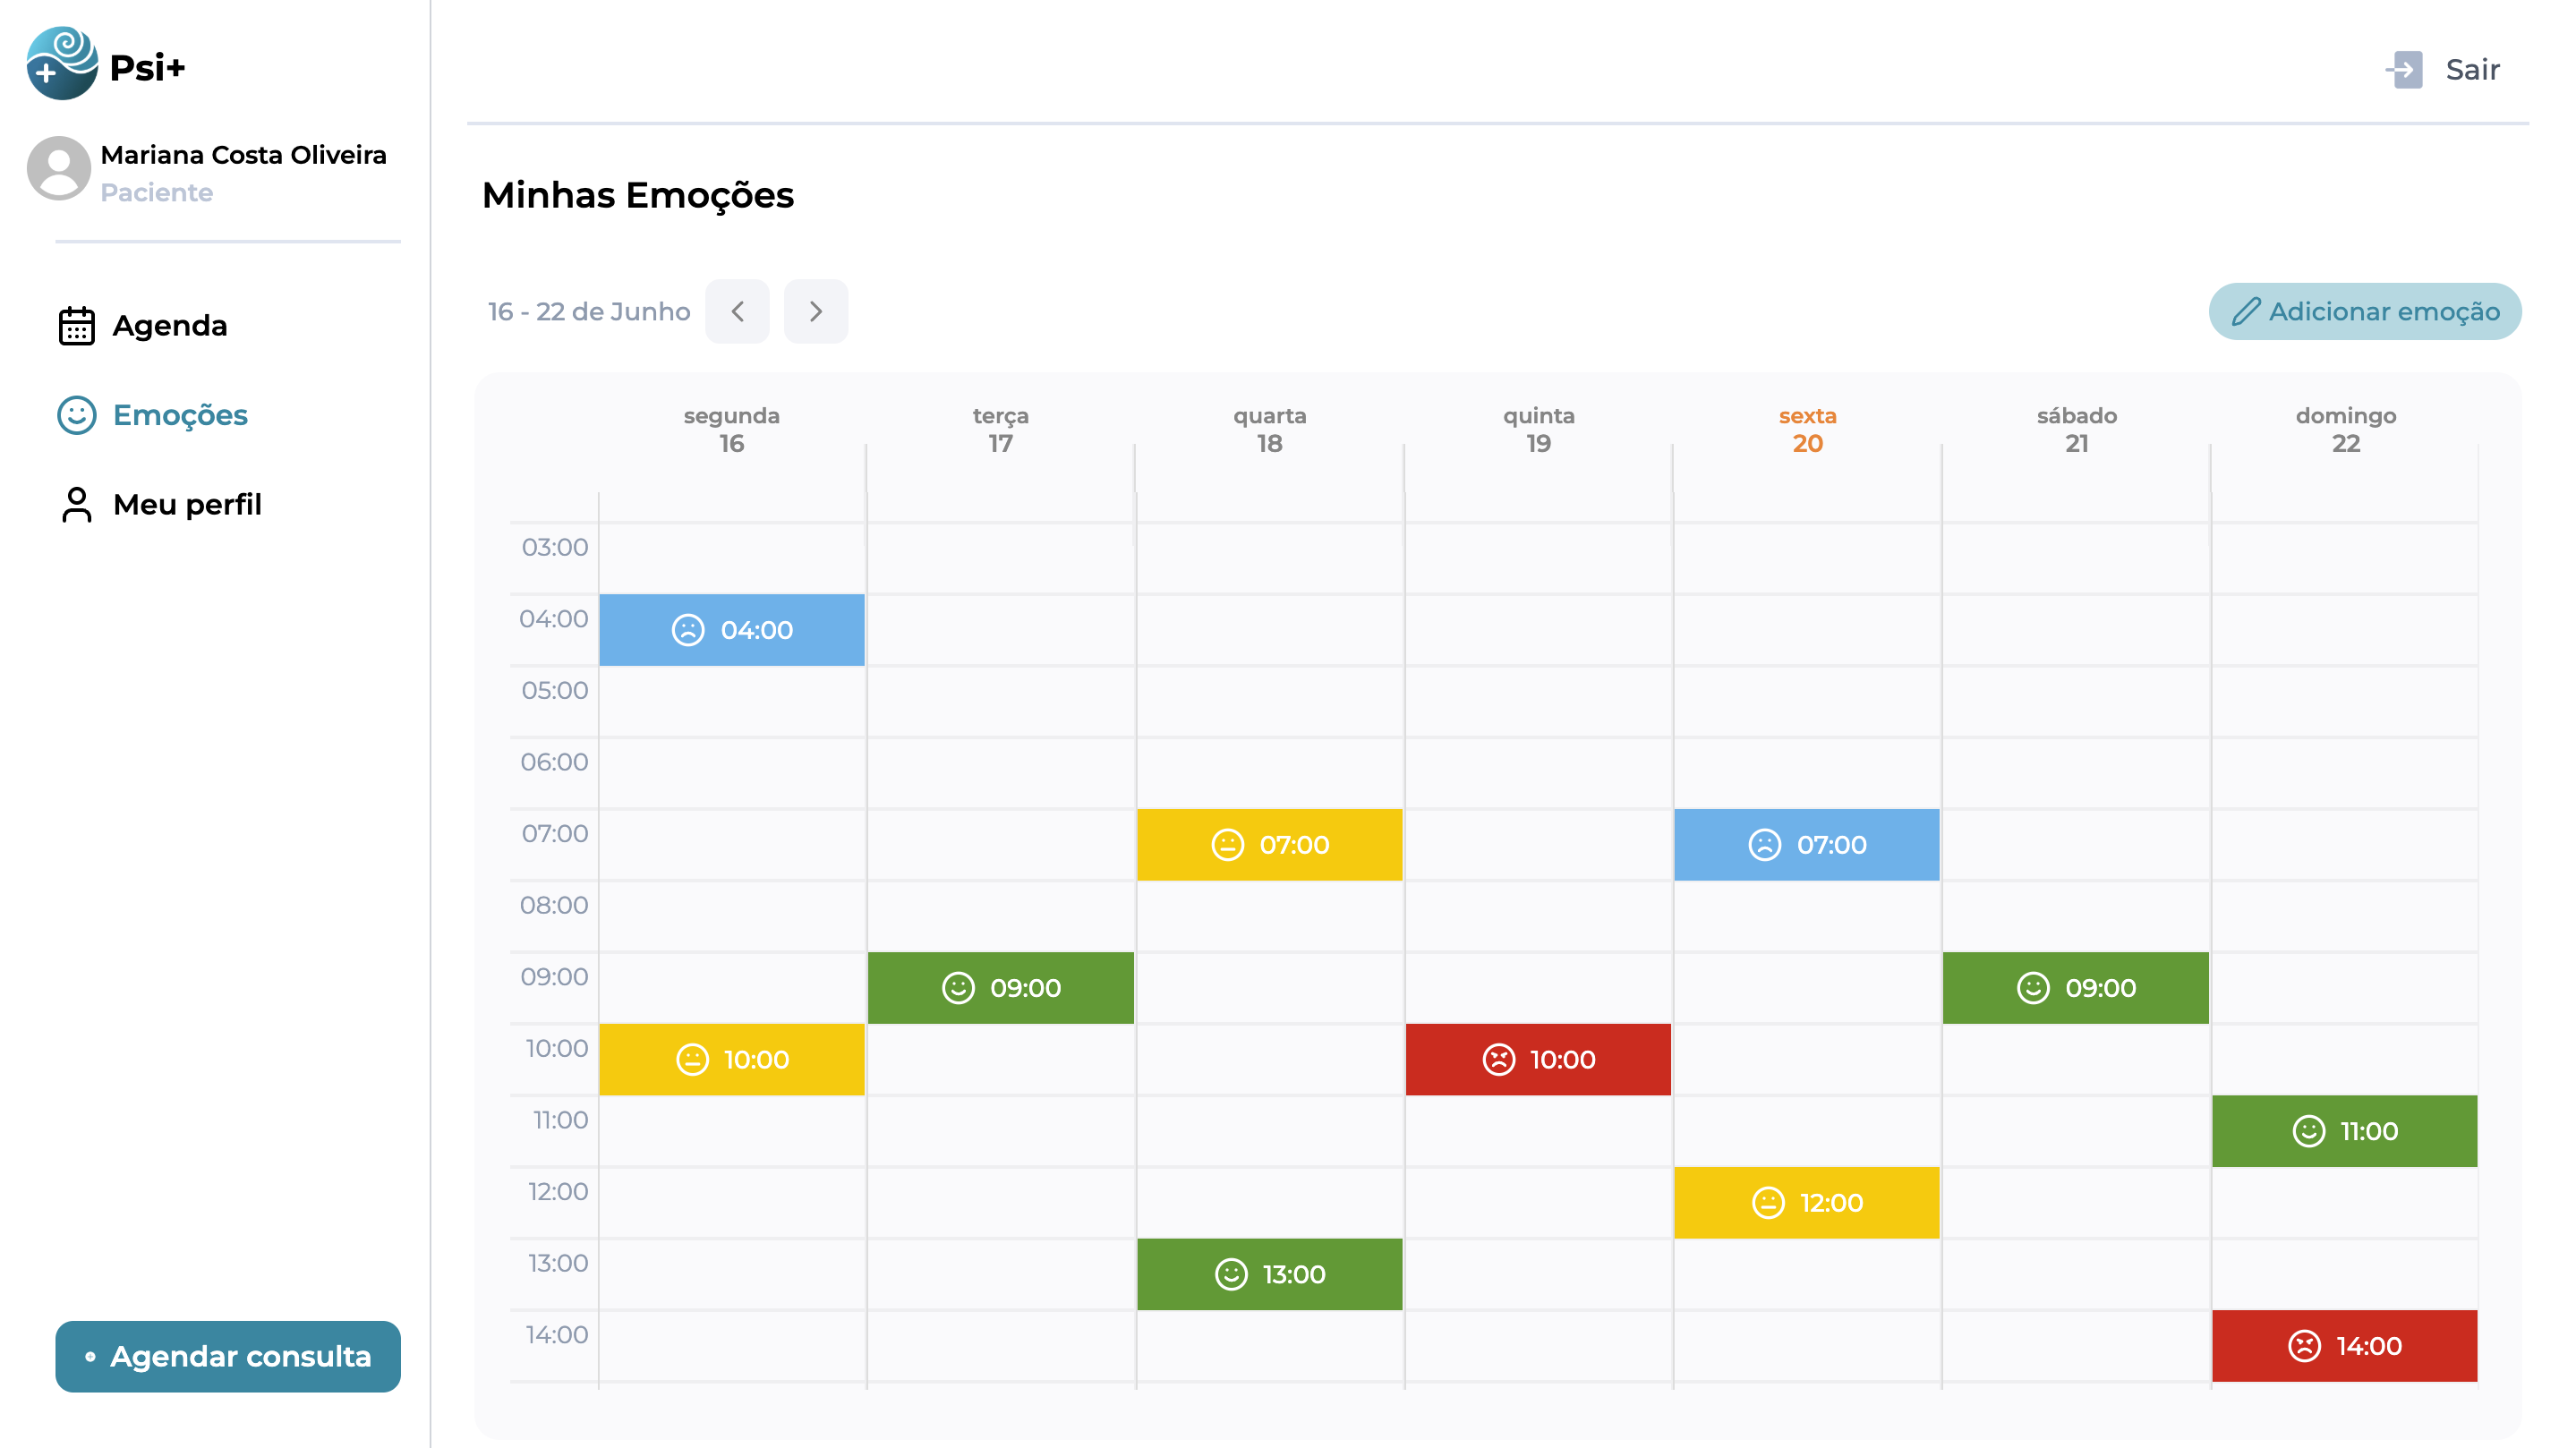 Psi+
Mariana Costa Oliveira
Paciente
Agenda
Emoções
Meu perfil
Agendar consulta
Sair
Minhas Emoções
16 - 22 de Junho
Adicionar emoção
segunda terça quarta quinta sexta sábado domingo
16 17 18 19 20 21 22
03:00
04:00 04:00
05:00
06:00
07:00 07:00 07:00
08:00
09:00 09:00 09:00
10:00 10:00 10:00
11:00 11:00
12:00 12:00
13:00 13:00
14:00 14:00